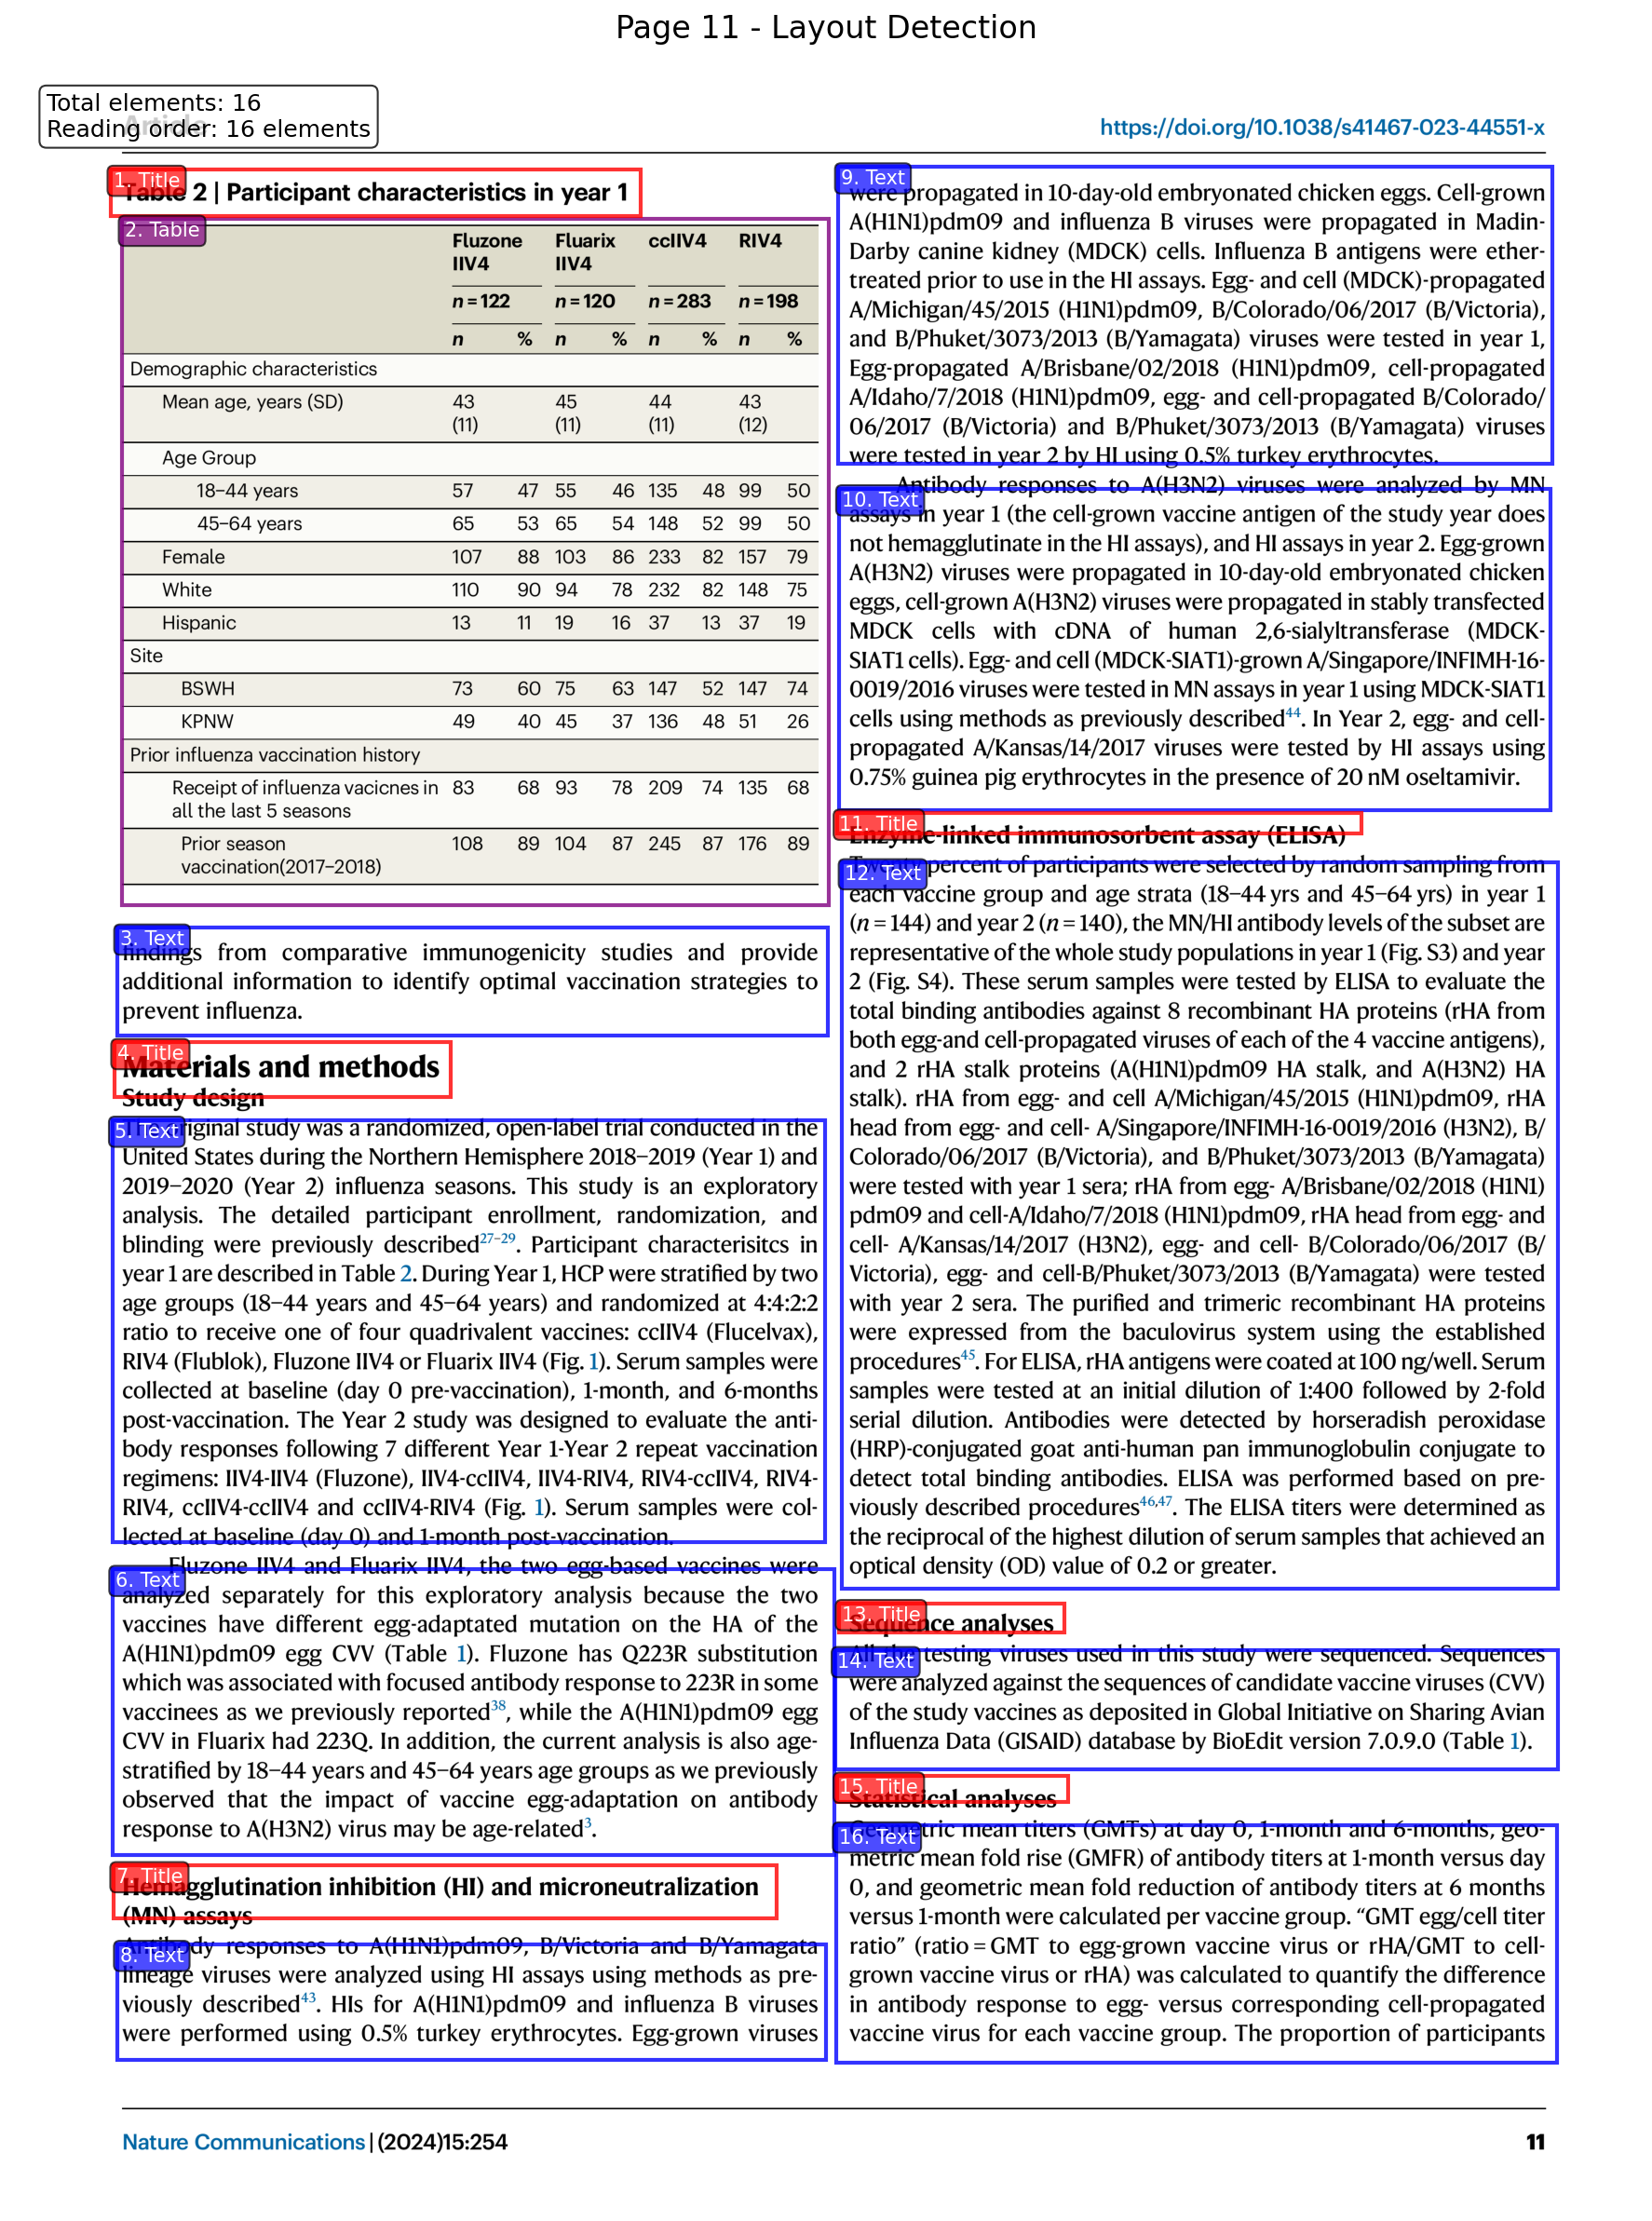 Page 11 - Layout Detection
Total elements: 16
Reading order: 16 elements
Article
https://doi.org/10.1038/s41467-023-44551-x
1. Title
Table 2 | Participant characteristics in year 1
2. Table
Fluzone IIV4 Fluarix IIV4 ccIIV4 RIV4
n = 122 n = 120 n = 283 n = 198
n % n % n % n %
Demographic characteristics
Mean age, years (SD) 43 (11) 45 (11) 44 (11) 43 (12)
Age Group
18–44 years 57 47 55 46 135 48 99 50
45–64 years 65 53 65 54 148 52 99 50
Female 107 88 103 86 233 82 157 79
White 110 90 94 78 232 82 148 75
Hispanic 13 11 19 16 37 13 37 19
Site
BSWH 73 60 75 63 147 52 147 74
KPNW 49 40 45 37 136 48 51 26
Prior influenza vaccination history
Receipt of influenza vacicnes in 83 68 93 78 209 74 135 68
all the last 5 seasons
Prior season 108 89 104 87 245 87 176 89
vaccination(2017–2018)
3. Text
findings from comparative immunogenicity studies and provide
additional information to identify optimal vaccination strategies to
prevent influenza.
4. Title
Materials and methods
Study design
5. Text
The original study was a randomized, open-label trial conducted in the
United States during the Northern Hemisphere 2018–2019 (Year 1) and
2019–2020 (Year 2) influenza seasons. This study is an exploratory
analysis. The detailed participant enrollment, randomization, and
blinding were previously described27–29. Participant characterisitcs in
year 1 are described in Table 2. During Year 1, HCP were stratified by two
age groups (18–44 years and 45–64 years) and randomized at 4:4:2:2
ratio to receive one of four quadrivalent vaccines: ccIIV4 (Flucelvax),
RIV4 (Flublok), Fluzone IIV4 or Fluarix IIV4 (Fig. 1). Serum samples were
collected at baseline (day 0 pre-vaccination), 1-month, and 6-months
post-vaccination. The Year 2 study was designed to evaluate the anti-
body responses following 7 different Year 1-Year 2 repeat vaccination
regimens: IIV4-IIV4 (Fluzone), IIV4-ccIIV4, IIV4-RIV4, RIV4-ccIIV4, RIV4-
RIV4, ccIIV4-ccIIV4 and ccIIV4-RIV4 (Fig. 1). Serum samples were col-
lected at baseline (day 0) and 1-month post-vaccination.
6. Text
Fluzone IIV4 and Fluarix IIV4, the two egg-based vaccines were
analyzed separately for this exploratory analysis because the two
vaccines have different egg-adaptated mutation on the HA of the
A(H1N1)pdm09 egg CVV (Table 1). Fluzone has Q223R substitution
which was associated with focused antibody response to 223R in some
vaccinees as we previously reported38, while the A(H1N1)pdm09 egg
CVV in Fluarix had 223Q. In addition, the current analysis is also age-
stratified by 18–44 years and 45–64 years age groups as we previously
observed that the impact of vaccine egg-adaptation on antibody
response to A(H3N2) virus may be age-related3.
7. Title
Hemagglutination inhibition (HI) and microneutralization
(MN) assays
8. Text
Antibody responses to A(H1N1)pdm09, B/Victoria and B/Yamagata
lineage viruses were analyzed using HI assays using methods as pre-
viously described43. HIs for A(H1N1)pdm09 and influenza B viruses
were performed using 0.5% turkey erythrocytes. Egg-grown viruses
9. Text
were propagated in 10-day-old embryonated chicken eggs. Cell-grown
A(H1N1)pdm09 and influenza B viruses were propagated in Madin-
Darby canine kidney (MDCK) cells. Influenza B antigens were ether-
treated prior to use in the HI assays. Egg- and cell (MDCK)-propagated
A/Michigan/45/2015 (H1N1)pdm09, B/Colorado/06/2017 (B/Victoria),
and B/Phuket/3073/2013 (B/Yamagata) viruses were tested in year 1,
Egg-propagated A/Brisbane/02/2018 (H1N1)pdm09, cell-propagated
A/Idaho/7/2018 (H1N1)pdm09, egg- and cell-propagated B/Colorado/
06/2017 (B/Victoria) and B/Phuket/3073/2013 (B/Yamagata) viruses
were tested in year 2 by HI using 0.5% turkey erythrocytes.
10. Text
Antibody responses to A(H3N2) viruses were analyzed by MN
assays in year 1 (the cell-grown vaccine antigen of the study year does
not hemagglutinate in the HI assays), and HI assays in year 2. Egg-grown
A(H3N2) viruses were propagated in 10-day-old embryonated chicken
eggs, cell-grown A(H3N2) viruses were propagated in stably transfected
MDCK cells with cDNA of human 2,6-sialyltransferase (MDCK-
SIAT1 cells). Egg- and cell (MDCK-SIAT1)-grown A/Singapore/INFIMH-16-
0019/2016 viruses were tested in MN assays in year 1 using MDCK-SIAT1
cells using methods as previously described44. In Year 2, egg- and cell-
propagated A/Kansas/14/2017 viruses were tested by HI assays using
0.75% guinea pig erythrocytes in the presence of 20 nM oseltamivir.
11. Title
Enzyme-linked immunosorbent assay (ELISA)
12. Text
Twenty percent of participants were selected by random sampling from
each vaccine group and age strata (18–44 yrs and 45–64 yrs) in year 1
(n = 144) and year 2 (n = 140), the MN/HI antibody levels of the subset are
representative of the whole study populations in year 1 (Fig. S3) and year
2 (Fig. S4). These serum samples were tested by ELISA to evaluate the
total binding antibodies against 8 recombinant HA proteins (rHA from
both egg-and cell-propagated viruses of each of the 4 vaccine antigens),
and 2 rHA stalk proteins (A(H1N1)pdm09 HA stalk, and A(H3N2) HA
stalk). rHA from egg- and cell A/Michigan/45/2015 (H1N1)pdm09, rHA
head from egg- and cell- A/Singapore/INFIMH-16-0019/2016 (H3N2), B/
Colorado/06/2017 (B/Victoria), and B/Phuket/3073/2013 (B/Yamagata)
were tested with year 1 sera; rHA from egg- A/Brisbane/02/2018 (H1N1)
pdm09 and cell-A/Idaho/7/2018 (H1N1)pdm09, rHA head from egg- and
cell- A/Kansas/14/2017 (H3N2), egg- and cell- B/Colorado/06/2017 (B/
Victoria), egg- and cell-B/Phuket/3073/2013 (B/Yamagata) were tested
with year 2 sera. The purified and trimeric recombinant HA proteins
were expressed from the baculovirus system using the established
procedures45. For ELISA, rHA antigens were coated at 100 ng/well. Serum
samples were tested at an initial dilution of 1:400 followed by 2-fold
serial dilution. Antibodies were detected by horseradish peroxidase
(HRP)-conjugated goat anti-human pan immunoglobulin conjugate to
detect total binding antibodies. ELISA was performed based on pre-
viously described procedures46,47. The ELISA titers were determined as
the reciprocal of the highest dilution of serum samples that achieved an
optical density (OD) value of 0.2 or greater.
13. Title
Sequence analyses
14. Text
All the testing viruses used in this study were sequenced. Sequences
were analyzed against the sequences of candidate vaccine viruses (CVV)
of the study vaccines as deposited in Global Initiative on Sharing Avian
Influenza Data (GISAID) database by BioEdit version 7.0.9.0 (Table 1).
15. Title
Statistical analyses
16. Text
Geometric mean titers (GMTs) at day 0, 1-month and 6-months, geo-
metric mean fold rise (GMFR) of antibody titers at 1-month versus day
0, and geometric mean fold reduction of antibody titers at 6 months
versus 1-month were calculated per vaccine group. “GMT egg/cell titer
ratio” (ratio = GMT to egg-grown vaccine virus or rHA/GMT to cell-
grown vaccine virus or rHA) was calculated to quantify the difference
in antibody response to egg- versus corresponding cell-propagated
vaccine virus for each vaccine group. The proportion of participants
Nature Communications | (2024)15:254
11